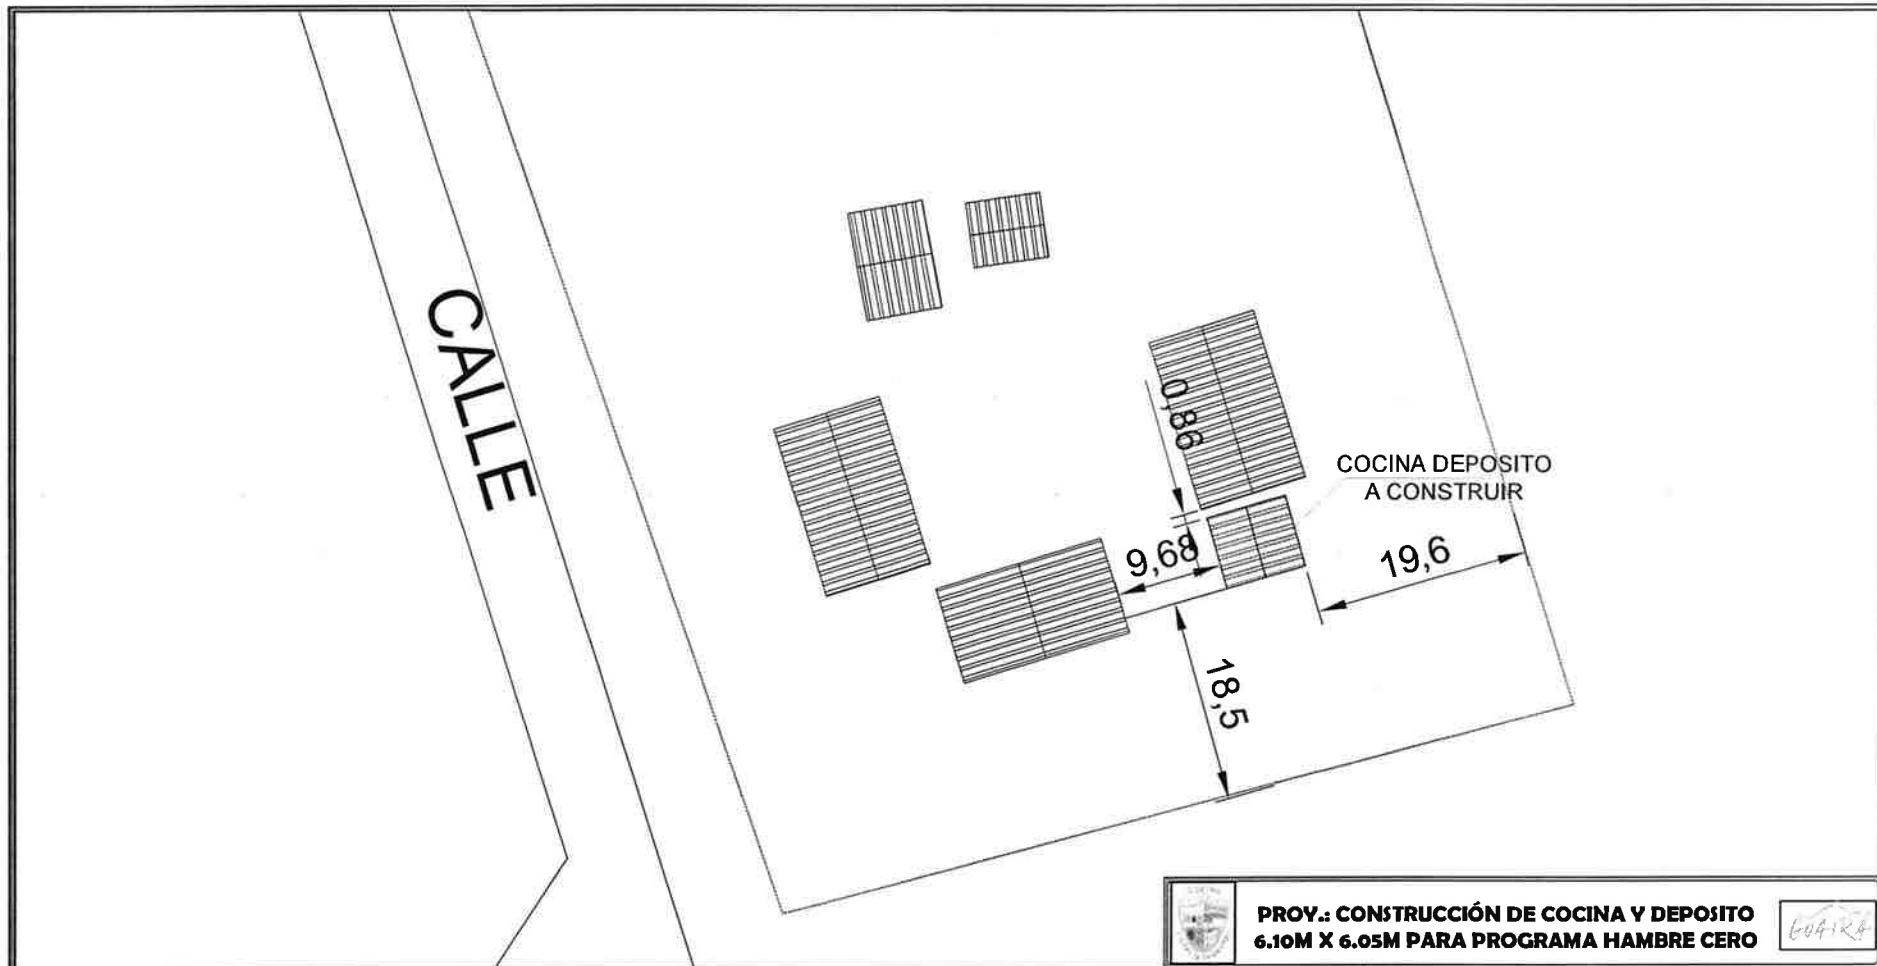 CALLE
0,86
COCINA DEPOSITO
A CONSTRUIR
9,68
19,6
18,5
PROY.: CONSTRUCCIÓN DE COCINA Y DEPOSITO
6.10M X 6.05M PARA PROGRAMA HAMBRE CERO